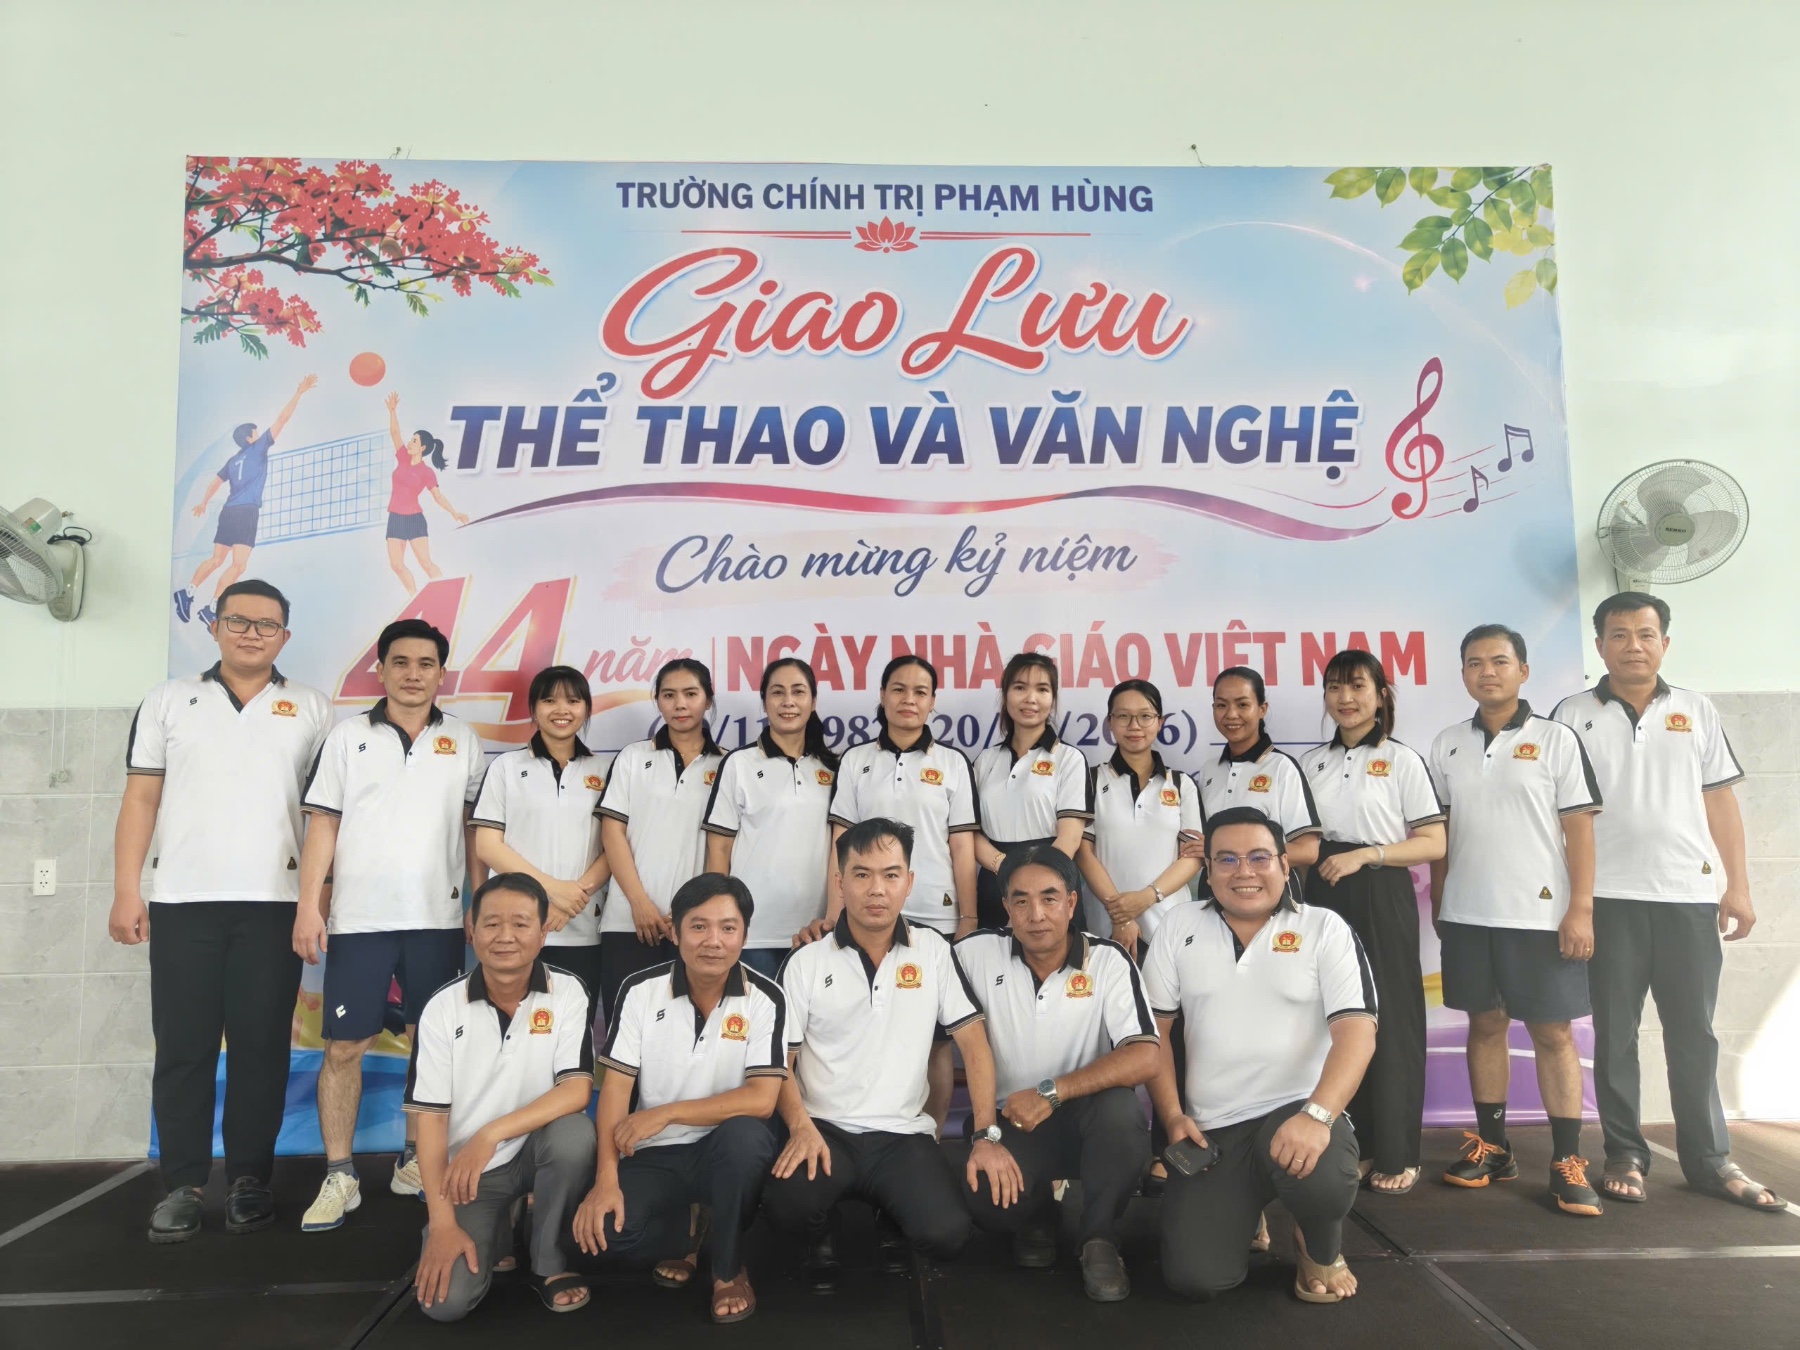 TRƯỜNG CHÍNH TRỊ PHẠM HÙNG
Giao Lưu
THỂ THAO VÀ VĂN NGHỆ
Chào mừng kỷ niệm
44 năm | NGÀY NHÀ GIÁO VIỆT NAM
7